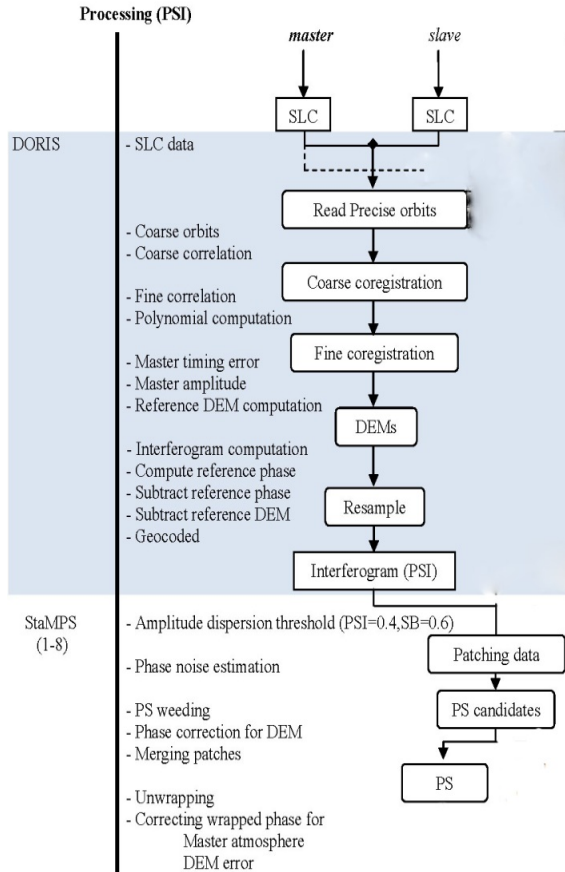 Processing (PSI)
master
slave
SLC
SLC
DORIS
- SLC data
Read Precise orbits
- Coarse orbits
- Coarse correlation
Coarse coregistration
- Fine correlation
- Polynomial computation
Fine coregistration
- Master timing error
- Master amplitude
- Reference DEM computation
DEMs
- Interferogram computation
- Compute reference phase
- Subtract reference phase
- Subtract reference DEM
- Geocoded
Resample
Interferogram (PSI)
StaMPS
(1-8)
- Amplitude dispersion threshold (PSI=0.4,SB=0.6)
Patching data
- Phase noise estimation
PS candidates
- PS weeding
- Phase correction for DEM
- Merging patches
PS
- Unwrapping
- Correcting wrapped phase for
Master atmosphere
DEM error